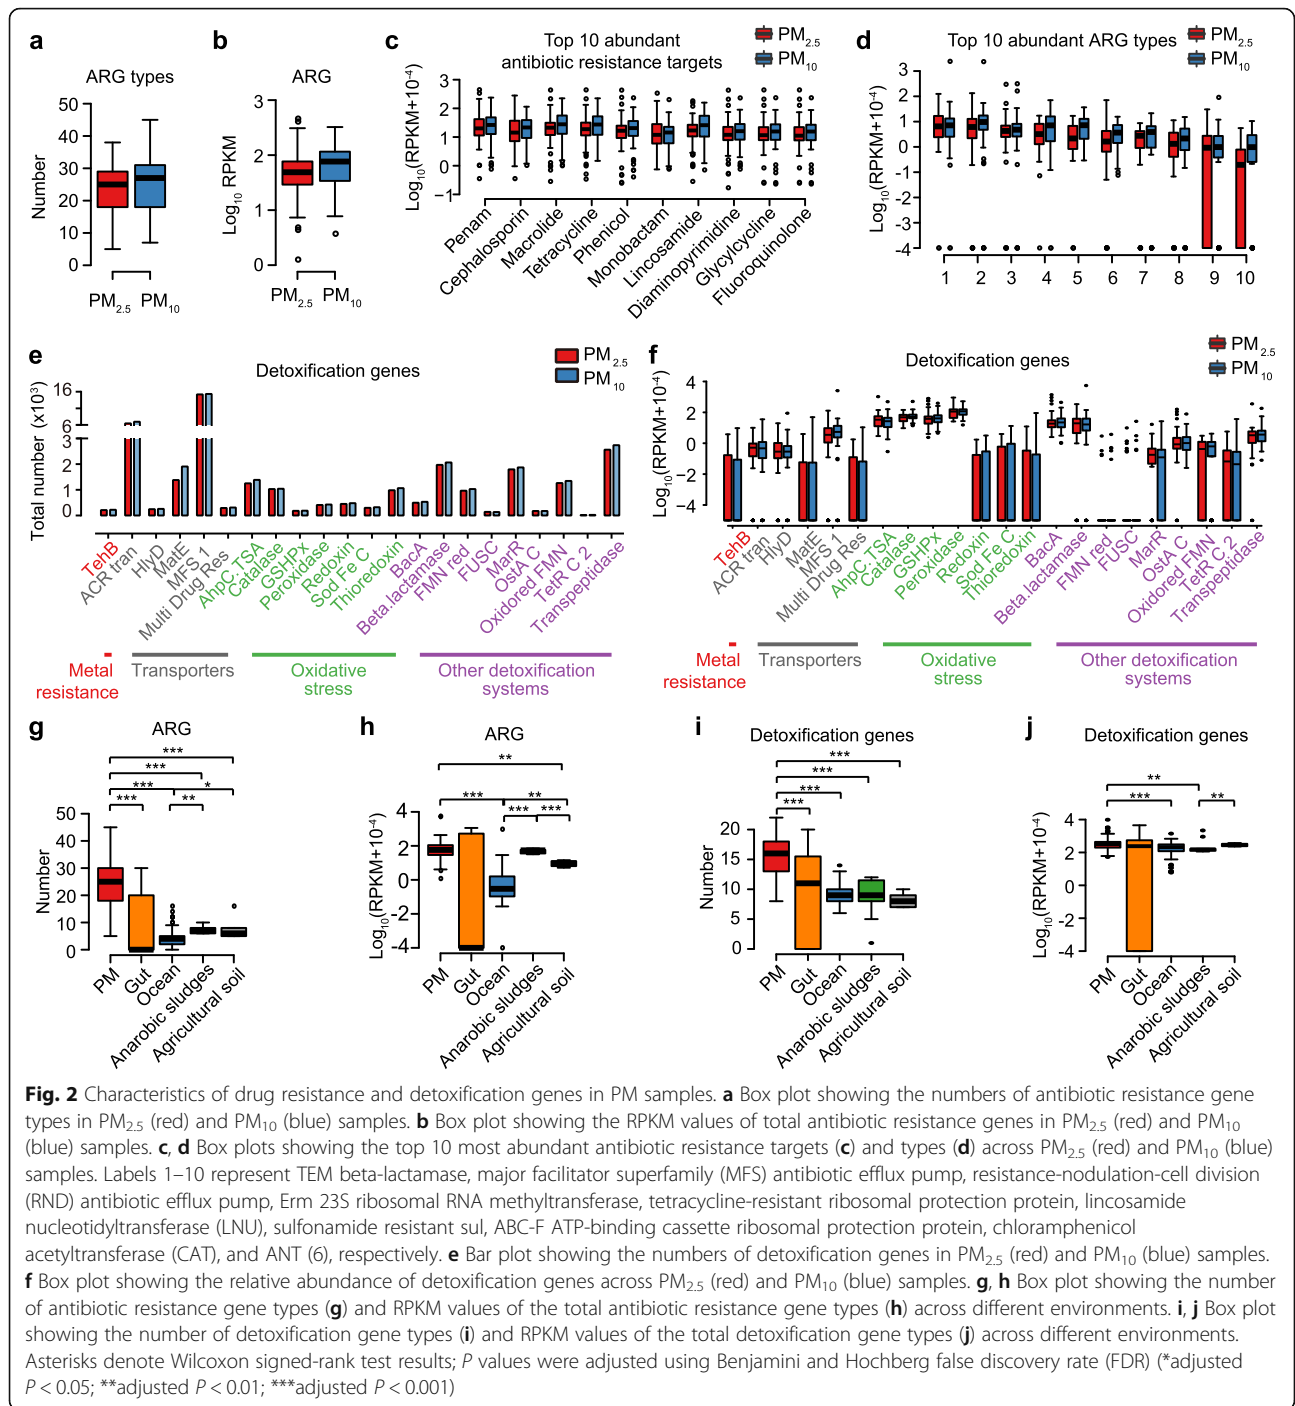 a
ARG types
Number
50
40
30
20
10
0
PM2.5
PM10
b
ARG
Log10 RPKM
3
2
1
0
PM2.5
PM10
c
Top 10 abundant
antibiotic resistance targets
PM2.5
PM10
Log10(RPKM+10-4)
3
2
1
0
−1
Penam
Cephalosporin
Macrolide
Tetracycline
Phenicol
Monobactam
Lincosamide
Diaminopyrimidine
Glycylcycline
Fluoroquinolone
d
Top 10 abundant ARG types
PM2.5
PM10
Log10(RPKM+10-4)
3
2
1
0
-1
-2
-3
-4
1 2 3 4 5 6 7 8 9 10
e
Detoxification genes
PM2.5
PM10
Total number (x103)
16
6
3
2
1
0
TehB
ACR tran
HlyD
MatE
MFS 1
Multi Drug Res
AhpC.TSA
Catalase
GSHPx
Peroxidase
Redoxin
Sod Fe C
Thioredoxin
BacA
Beta.lactamase
FMN red
FUSC
MarR
OstA C
Oxidored FMN
TetR C 2
Transpeptidase
Metal
resistance
Transporters
Oxidative
stress
Other detoxification
systems
f
Detoxification genes
PM2.5
PM10
Log10(RPKM+10-4)
4
2
0
−2
−4
TehB
ACR tran
HlyD
MatE
MFS 1
Multi Drug Res
AhpC.TSA
Catalase
GSHPx
Peroxidase
Redoxin
Sod Fe C
Thioredoxin
BacA
Beta.lactamase
FMN red
FUSC
MarR
OstA C
Oxidored FMN
TetR C 2
Transpeptidase
Metal
resistance
Transporters
Oxidative
stress
Other detoxification
systems
g
ARG
***
***
*** *
*** **
Number
50
40
30
20
10
0
PM
Gut
Ocean
Anarobic sludges
Agricultural soil
h
ARG
**
*** **
*** ***
Log10(RPKM+10-4)
4
2
0
-2
-4
PM
Gut
Ocean
Anarobic sludges
Agricultural soil
i
Detoxification genes
***
***
***
***
Number
20
15
10
5
0
PM
Gut
Ocean
Anarobic sludges
Agricultural soil
j
Detoxification genes
**
*** **
Log10(RPKM+10-4)
4
2
0
-2
-4
PM
Gut
Ocean
Anarobic sludges
Agricultural soil
Fig. 2 Characteristics of drug resistance and detoxification genes in PM samples. a Box plot showing the numbers of antibiotic resistance gene
types in PM2.5 (red) and PM10 (blue) samples. b Box plot showing the RPKM values of total antibiotic resistance genes in PM2.5 (red) and PM10
(blue) samples. c, d Box plots showing the top 10 most abundant antibiotic resistance targets (c) and types (d) across PM2.5 (red) and PM10 (blue)
samples. Labels 1–10 represent TEM beta-lactamase, major facilitator superfamily (MFS) antibiotic efflux pump, resistance-nodulation-cell division
(RND) antibiotic efflux pump, Erm 23S ribosomal RNA methyltransferase, tetracycline-resistant ribosomal protection protein, lincosamide
nucleotidyltransferase (LNU), sulfonamide resistant sul, ABC-F ATP-binding cassette ribosomal protection protein, chloramphenicol
acetyltransferase (CAT), and ANT (6), respectively. e Bar plot showing the numbers of detoxification genes in PM2.5 (red) and PM10 (blue) samples.
f Box plot showing the relative abundance of detoxification genes across PM2.5 (red) and PM10 (blue) samples. g, h Box plot showing the number
of antibiotic resistance gene types (g) and RPKM values of the total antibiotic resistance gene types (h) across different environments. i, j Box plot
showing the number of detoxification gene types (i) and RPKM values of the total detoxification gene types (j) across different environments.
Asterisks denote Wilcoxon signed-rank test results; P values were adjusted using Benjamini and Hochberg false discovery rate (FDR) (*adjusted
P < 0.05; **adjusted P < 0.01; ***adjusted P < 0.001)